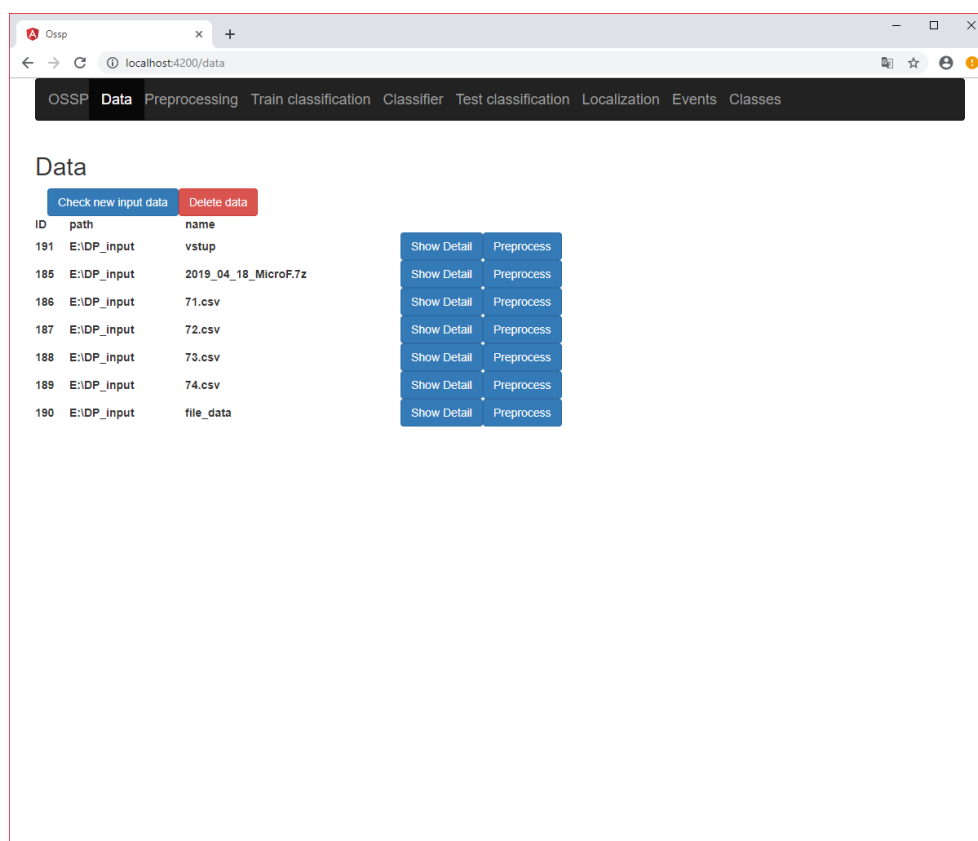 Ossp
localhost:4200/data
OSSP Data Preprocessing Train classification Classifier Test classification Localization Events Classes
Data
Check new input data Delete data
ID path name
191 E:\DP_input vstup Show Detail Preprocess
185 E:\DP_input 2019_04_18_MicroF.7z Show Detail Preprocess
186 E:\DP_input 71.csv Show Detail Preprocess
187 E:\DP_input 72.csv Show Detail Preprocess
188 E:\DP_input 73.csv Show Detail Preprocess
189 E:\DP_input 74.csv Show Detail Preprocess
190 E:\DP_input file_data Show Detail Preprocess